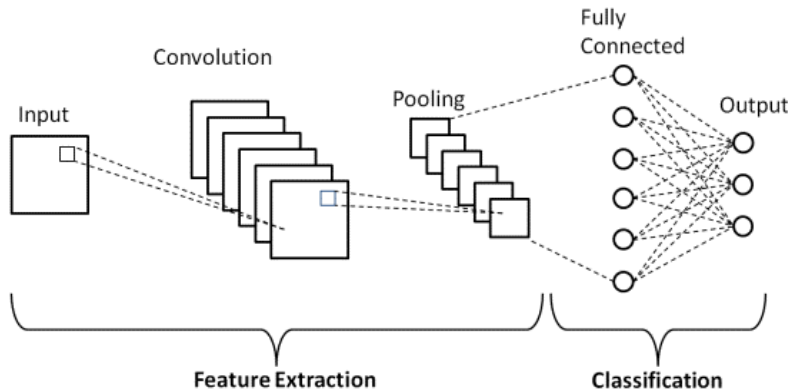 Input
Convolution
Pooling
Fully
Connected
Output
Feature Extraction
Classification